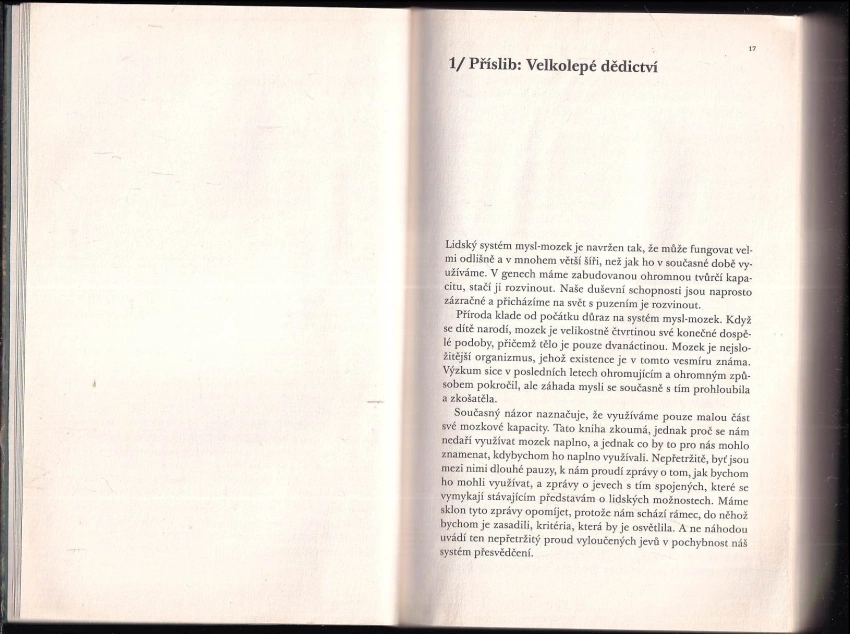 17
1/ Příslib: Velkolepé dědictví
Lidský systém mysl-mozek je navržen tak, že může fungovat vel-
mi odlišně a v mnohem větší šíři, než jak ho v současné době vy-
užíváme. V genech máme zabudovanou ohromnou tvůrčí kapa-
citu, stačí ji rozvinout. Naše duševní schopnosti jsou naprosto
zázračné a přicházíme na svět s puzením je rozvinout.
Příroda klade od počátku důraz na systém mysl-mozek. Když
se dítě narodí, mozek je velikostně čtvrtinou své konečné dospě-
lé podoby, přičemž tělo je pouze dvanáctinou. Mozek je nejslo-
žitější organizmus, jehož existence je v tomto vesmíru známa.
Výzkum sice v posledních letech ohromujícím a ohromným způ-
sobem pokročil, ale záhada mysli se současně s tím prohloubila
a zkošatěla.
Současný názor naznačuje, že využíváme pouze malou část
své mozkové kapacity. Tato kniha zkoumá, jednak proč se nám
nedaří využívat mozek naplno, a jednak co by to pro nás mohlo
znamenat, kdybychom ho naplno využívali. Nepřetržitě, byť jsou
mezi nimi dlouhé pauzy, k nám proudí zprávy o tom, jak bychom
ho mohli využívat, a zprávy o jevech s tím spojených, které se
vymykají stávajícím představám o lidských možnostech. Máme
sklon tyto zprávy opomíjet, protože nám schází rámec, do něhož
bychom je zasadili, kritéria, která by je osvětlila. A ne náhodou
uvádí ten nepřetržitý proud vyloučených jevů v pochybnost náš
systém přesvědčení.